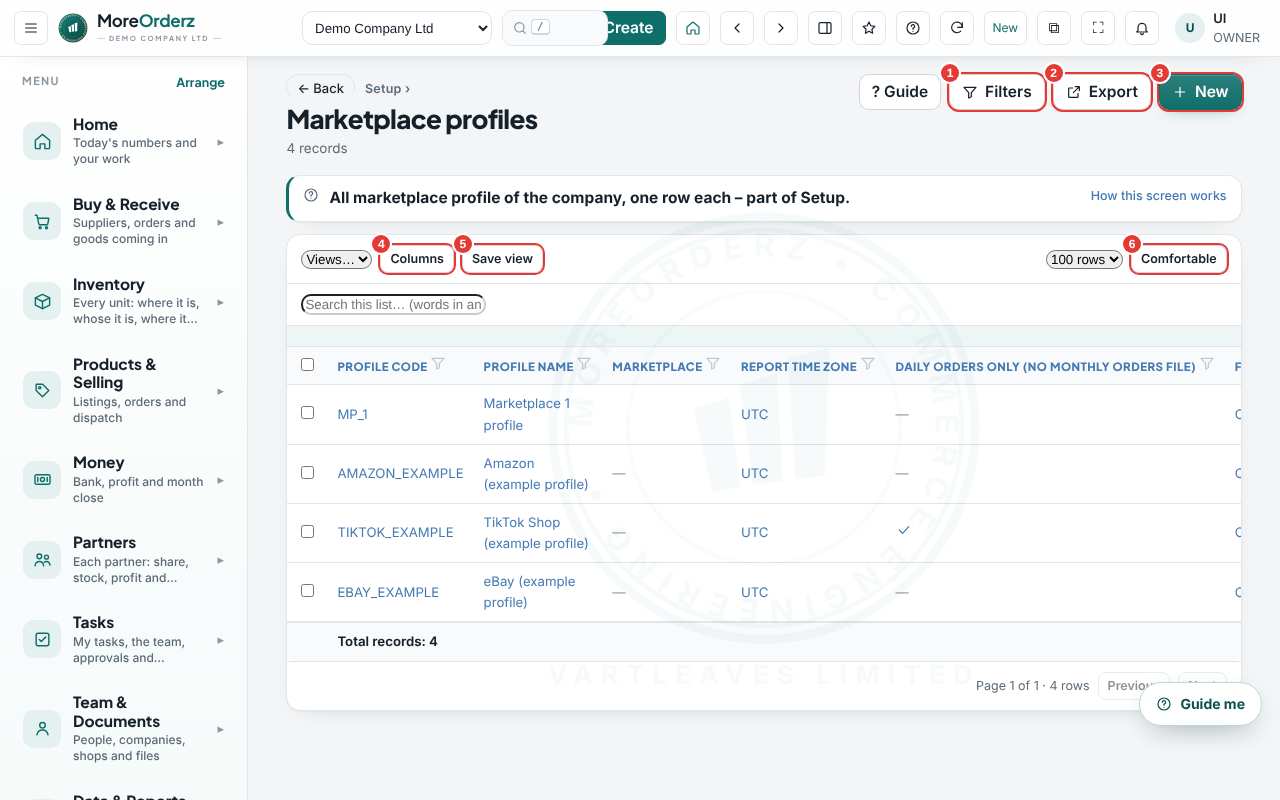 MoreOrderz
— DEMO COMPANY LTD —
Demo Company Ltd
/
Create
New
U
UI
OWNER
MENU
Arrange
Home
Today's numbers and
your work
Buy & Receive
Suppliers, orders and
goods coming in
Inventory
Every unit: where it is,
whose it is, where it...
Products &
Selling
Listings, orders and
dispatch
Money
Bank, profit and month
close
Partners
Each partner: share,
stock, profit and...
Tasks
My tasks, the team,
approvals and...
Team &
Documents
People, companies,
shops and files
← Back
Setup ›
? Guide
1
Filters
2
Export
3
+ New
Marketplace profiles
4 records
All marketplace profile of the company, one row each – part of Setup.
How this screen works
Views...
4
Columns
5
Save view
100 rows
6
Comfortable
Search this list... (words in an
PROFILE CODE
PROFILE NAME
MARKETPLACE
REPORT TIME ZONE
DAILY ORDERS ONLY (NO MONTHLY ORDERS FILE)
MP_1
Marketplace 1
profile
UTC
—
AMAZON_EXAMPLE
Amazon
(example profile)
—
UTC
—
TIKTOK_EXAMPLE
TikTok Shop
(example profile)
—
UTC
✓
EBAY_EXAMPLE
eBay (example
profile)
—
UTC
—
Total records: 4
MOREORDERZ • COMMERCE ENGINEERING •
VARTLEAVES LIMITED
Page 1 of 1 · 4 rows
Guide me